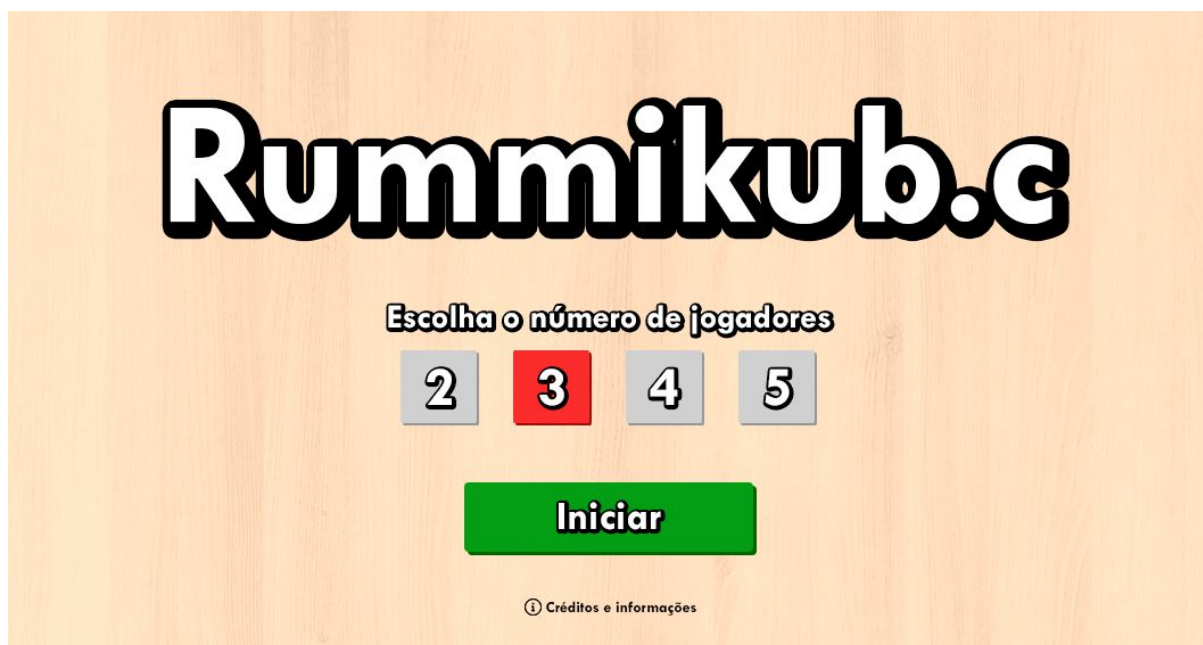 Rummikub.c
Escolha o número de jogadores
2 3 4 5
Iniciar
Créditos e informações